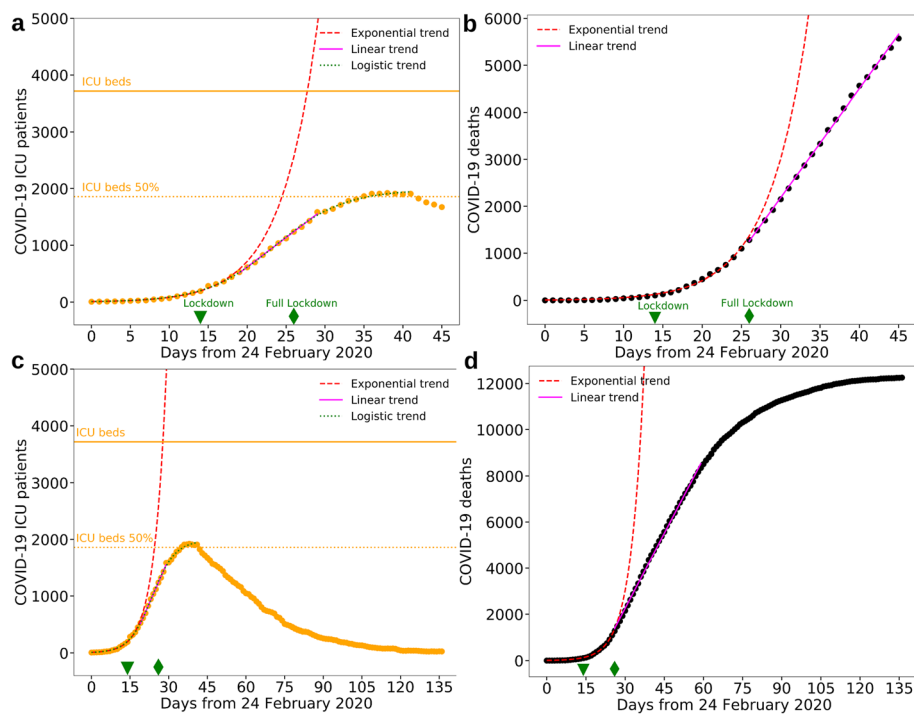 a
5000
4000
3000
2000
1000
0
COVID-19 ICU patients
Exponential trend
Linear trend
Logistic trend
ICU beds
ICU beds 50%
Lockdown
Full Lockdown
0 5 10 15 20 25 30 35 40 45
Days from 24 February 2020
b
6000
5000
4000
3000
2000
1000
0
COVID-19 deaths
Exponential trend
Linear trend
Lockdown
Full Lockdown
0 5 10 15 20 25 30 35 40 45
Days from 24 February 2020
c
5000
4000
3000
2000
1000
0
COVID-19 ICU patients
Exponential trend
Linear trend
Logistic trend
ICU beds
ICU beds 50%
0 15 30 45 60 75 90 105 120 135
Days from 24 February 2020
d
12000
10000
8000
6000
4000
2000
0
COVID-19 deaths
Exponential trend
Linear trend
0 15 30 45 60 75 90 105 120 135
Days from 24 February 2020